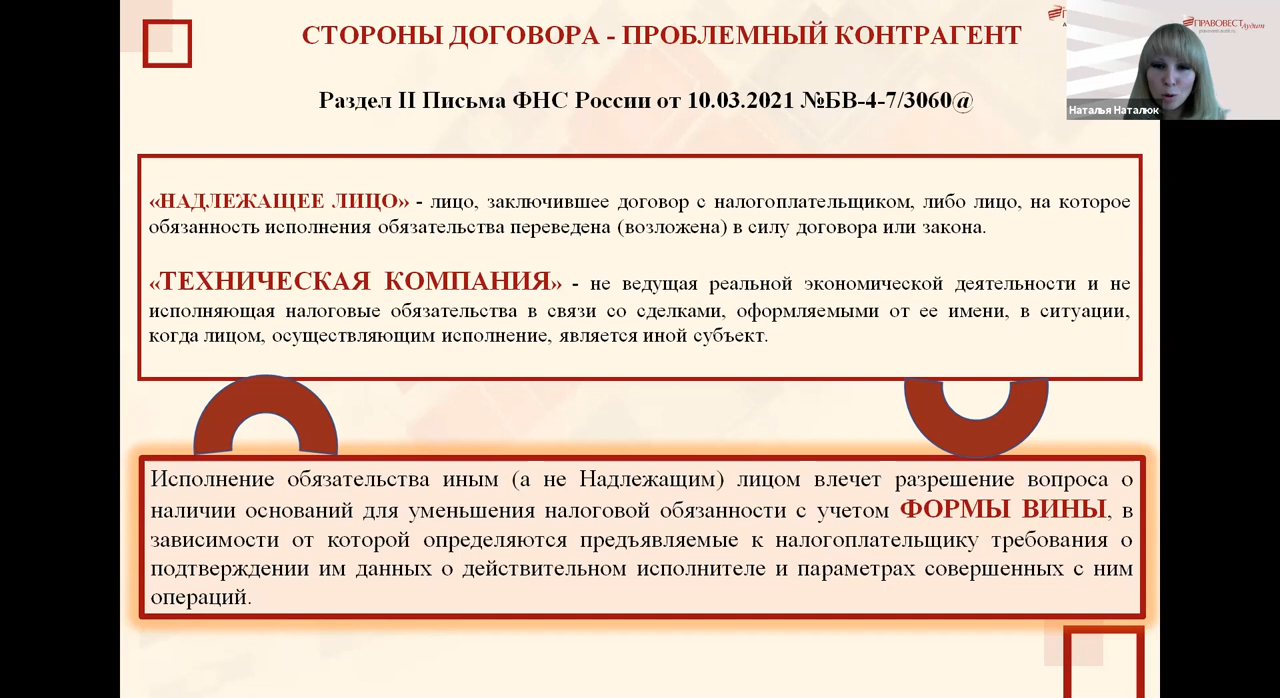 СТОРОНЫ ДОГОВОРА - ПРОБЛЕМНЫЙ КОНТРАГЕНТ
ПРАВОВЕСТ
Аудит
pravovest-audit.ru
Наталья Наталюк
Раздел II Письма ФНС России от 10.03.2021 №БВ-4-7/3060@
«НАДЛЕЖАЩЕЕ ЛИЦО» - лицо, заключившее договор с налогоплательщиком, либо лицо, на которое
обязанность исполнения обязательства переведена (возложена) в силу договора или закона.
«ТЕХНИЧЕСКАЯ КОМПАНИЯ» - не ведущая реальной экономической деятельности и не
исполняющая налоговые обязательства в связи со сделками, оформляемыми от ее имени, в ситуации,
когда лицом, осуществляющим исполнение, является иной субъект.
Исполнение обязательства иным (а не Надлежащим) лицом влечет разрешение вопроса о
наличии оснований для уменьшения налоговой обязанности с учетом ФОРМЫ ВИНЫ, в
зависимости от которой определяются предъявляемые к налогоплательщику требования о
подтверждении им данных о действительном исполнителе и параметрах совершенных с ним
операций.